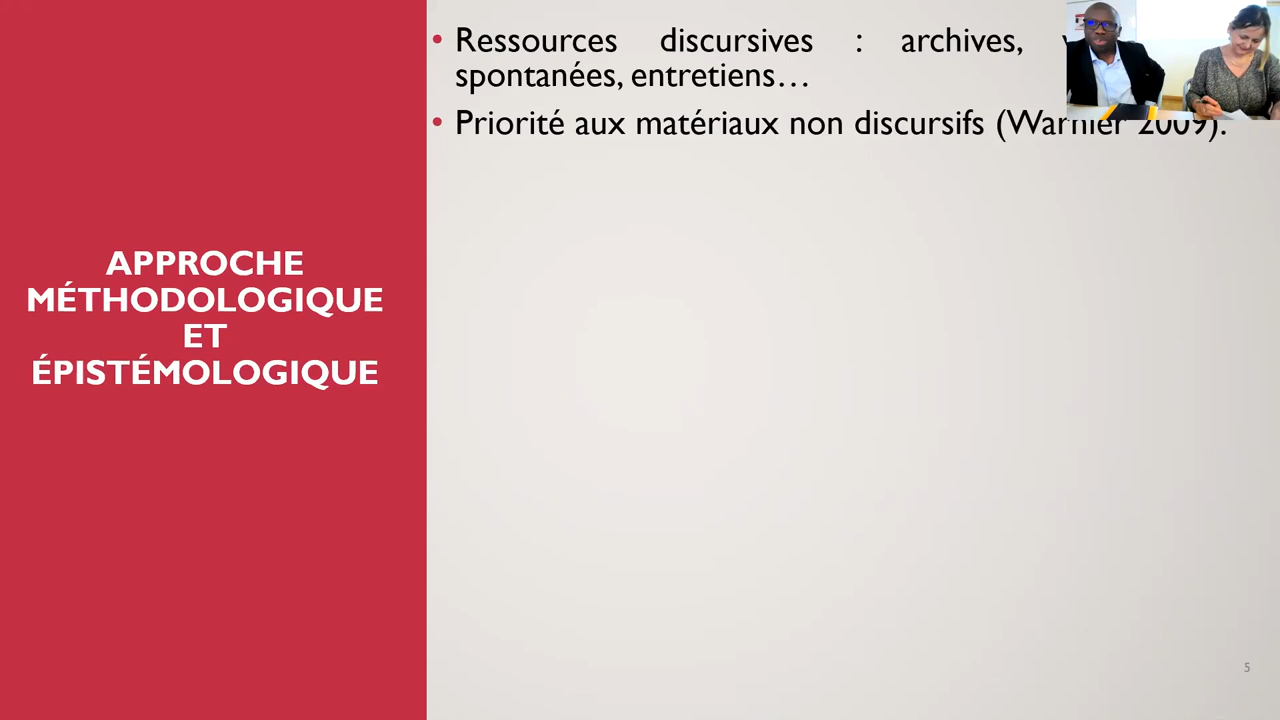 Ressources discursives : archives,
spontanées, entretiens…
Priorité aux matériaux non discursifs (Warnier 2009).
APPROCHE
MÉTHODOLOGIQUE
ET
ÉPISTÉMOLOGIQUE
5